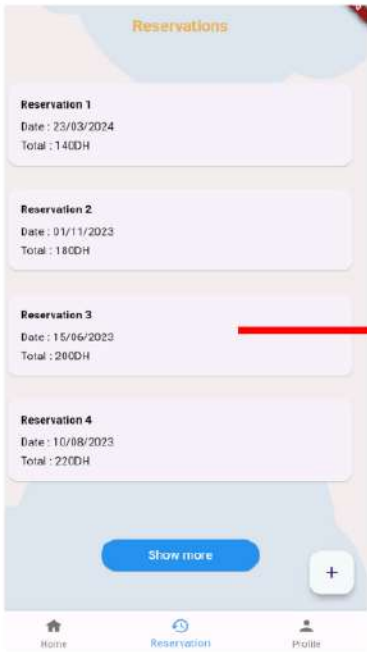 Reservations
Reservation 1
Date : 23/03/2024
Total : 140DH
Reservation 2
Date : 01/11/2023
Total : 180DH
Reservation 3
Date : 15/06/2023
Total : 200DH
Reservation 4
Date : 10/08/2023
Total : 220DH
Show more
+
Home
Reservation
Profile